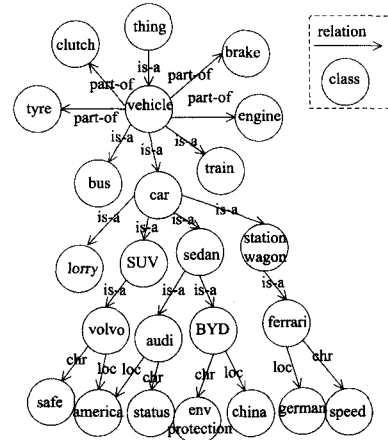 thing
relation
clutch
brake
is-a
part-of
part-of
part-of
tyre
part-of
vehicle
engine
class
is-a
is-a
is-a
bus
train
car
is-a
is-a
is-a
is-a
lorry
SUV
sedan
station
wagon
is-a
is-a
is-a
is-a
volvo
audi
BYD
ferrari
chr
loc
loc
chr
chr
loc
loc
chr
safe
america
status
env
protection
china
german
speed